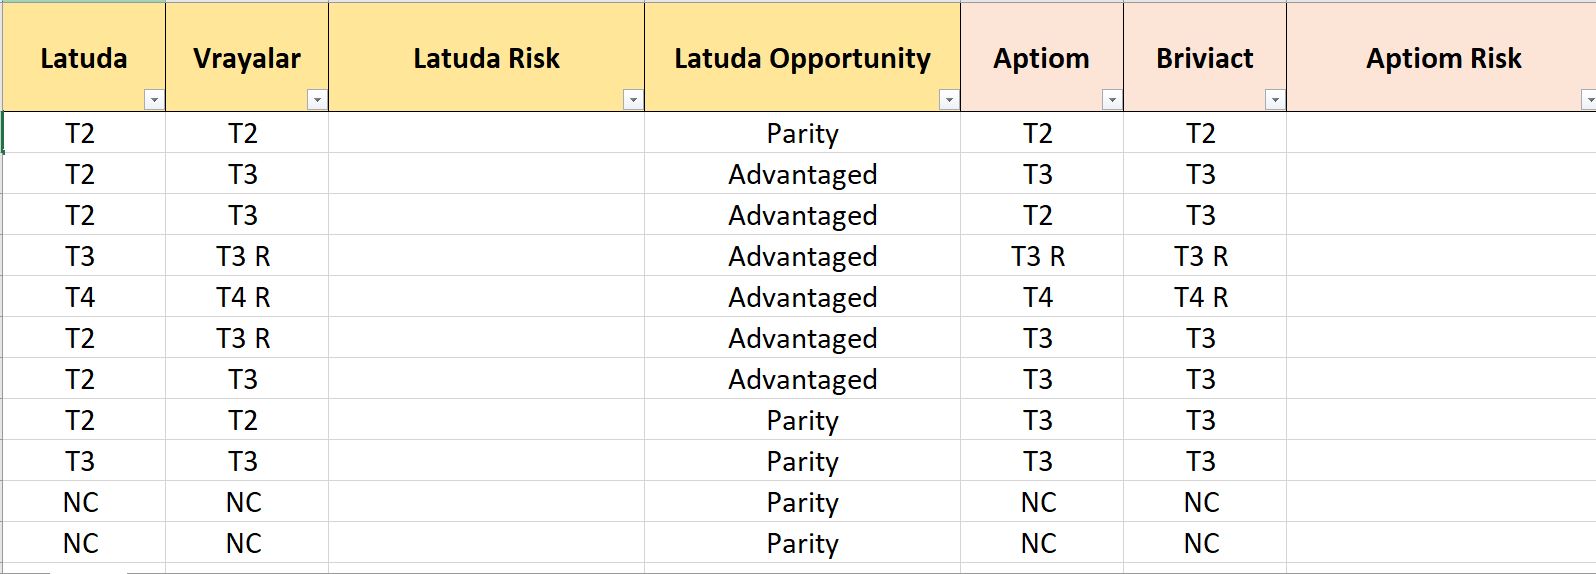 Latuda Vrayalar Latuda Risk Latuda Opportunity Aptiom Briviact Aptiom Risk
T2 T2 Parity T2 T2
T2 T3 Advantaged T3 T3
T2 T3 Advantaged T2 T3
T3 T3 R Advantaged T3 R T3 R
T4 T4 R Advantaged T4 T4 R
T2 T3 R Advantaged T3 T3
T2 T3 Advantaged T3 T3
T2 T2 Parity T3 T3
T3 T3 Parity T3 T3
NC NC Parity NC NC
NC NC Parity NC NC